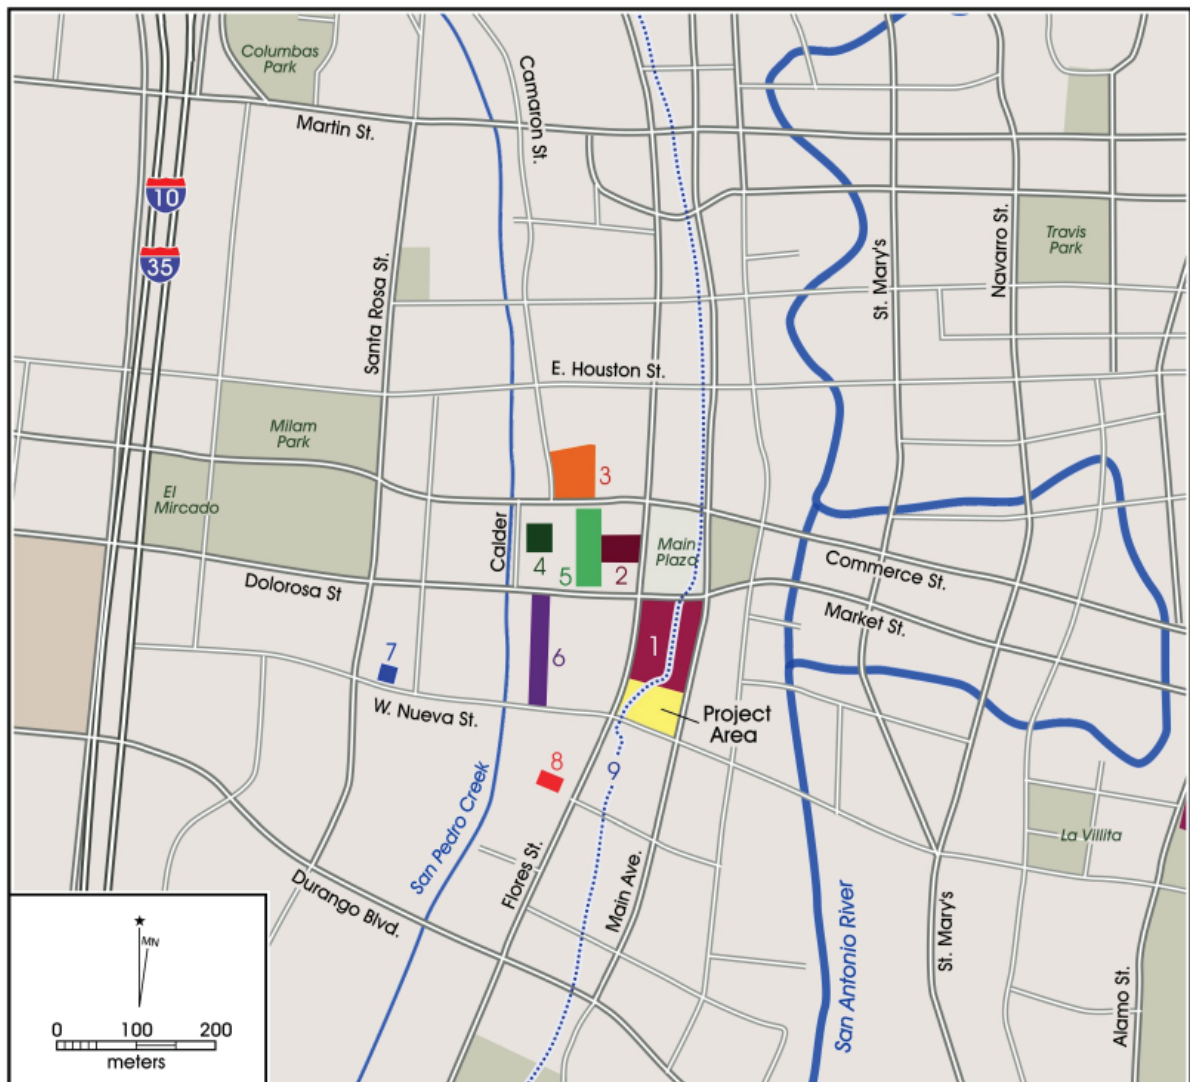 Columbas
Park
Martin St.
Camaron St.
10
35
Santa Rosa St.
St. Mary's
Navarro St.
Travis
Park
E. Houston St.
Milam
Park
El
Mircado
3
Calder
4
5
2
Main
Plaza
Commerce St.
Dolorosa St
Market St.
1
7
6
W. Nueva St.
Project
Area
8
9
San Pedro Creek
La Villita
Flores St.
Main Ave.
Durango Blvd.
San Antonio River
St. Mary's
Alamo St.
MN
0 100 200
meters